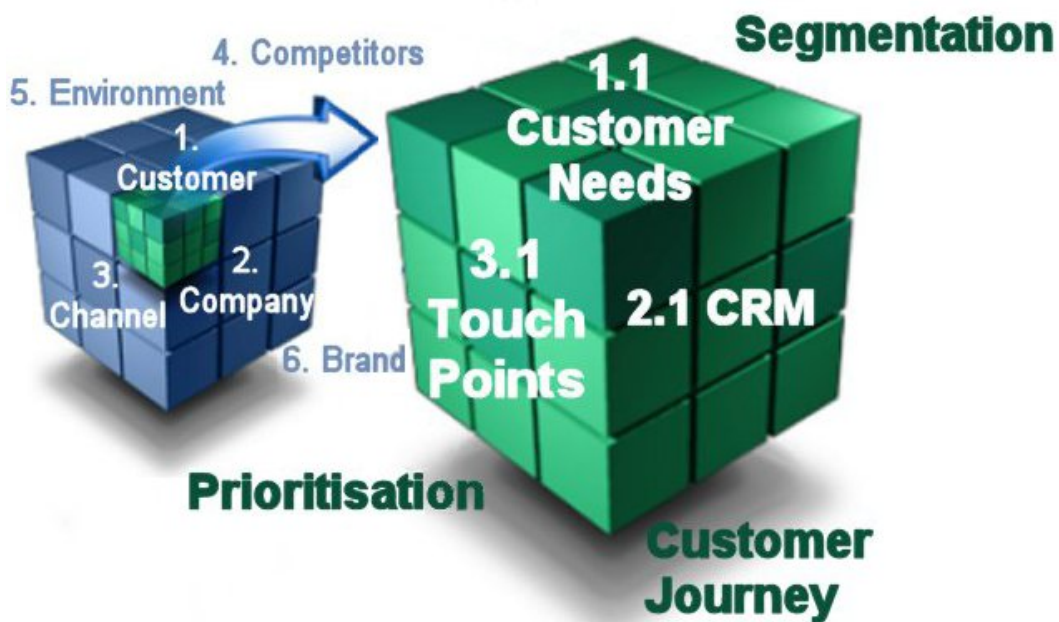 4. Competitors
5. Environment
1.
Customer
3.
Channel
2.
Company
6. Brand
Segmentation
1.1
Customer
Needs
3.1
Touch
Points
2.1 CRM
Prioritisation
Customer
Journey